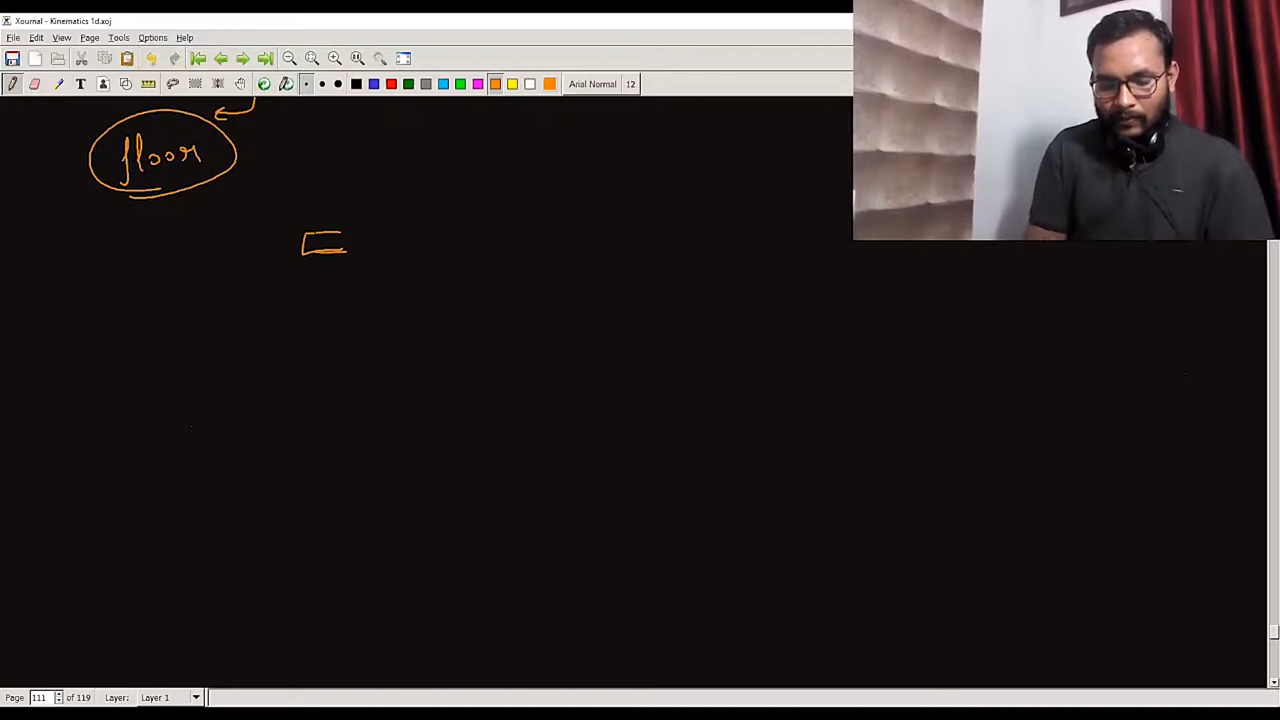 Xournal - Kinematics 1d.xoj
File Edit View Page Tools Options Help
T Arial Normal 12
floor
Page 111 of 119 Layer: Layer 1